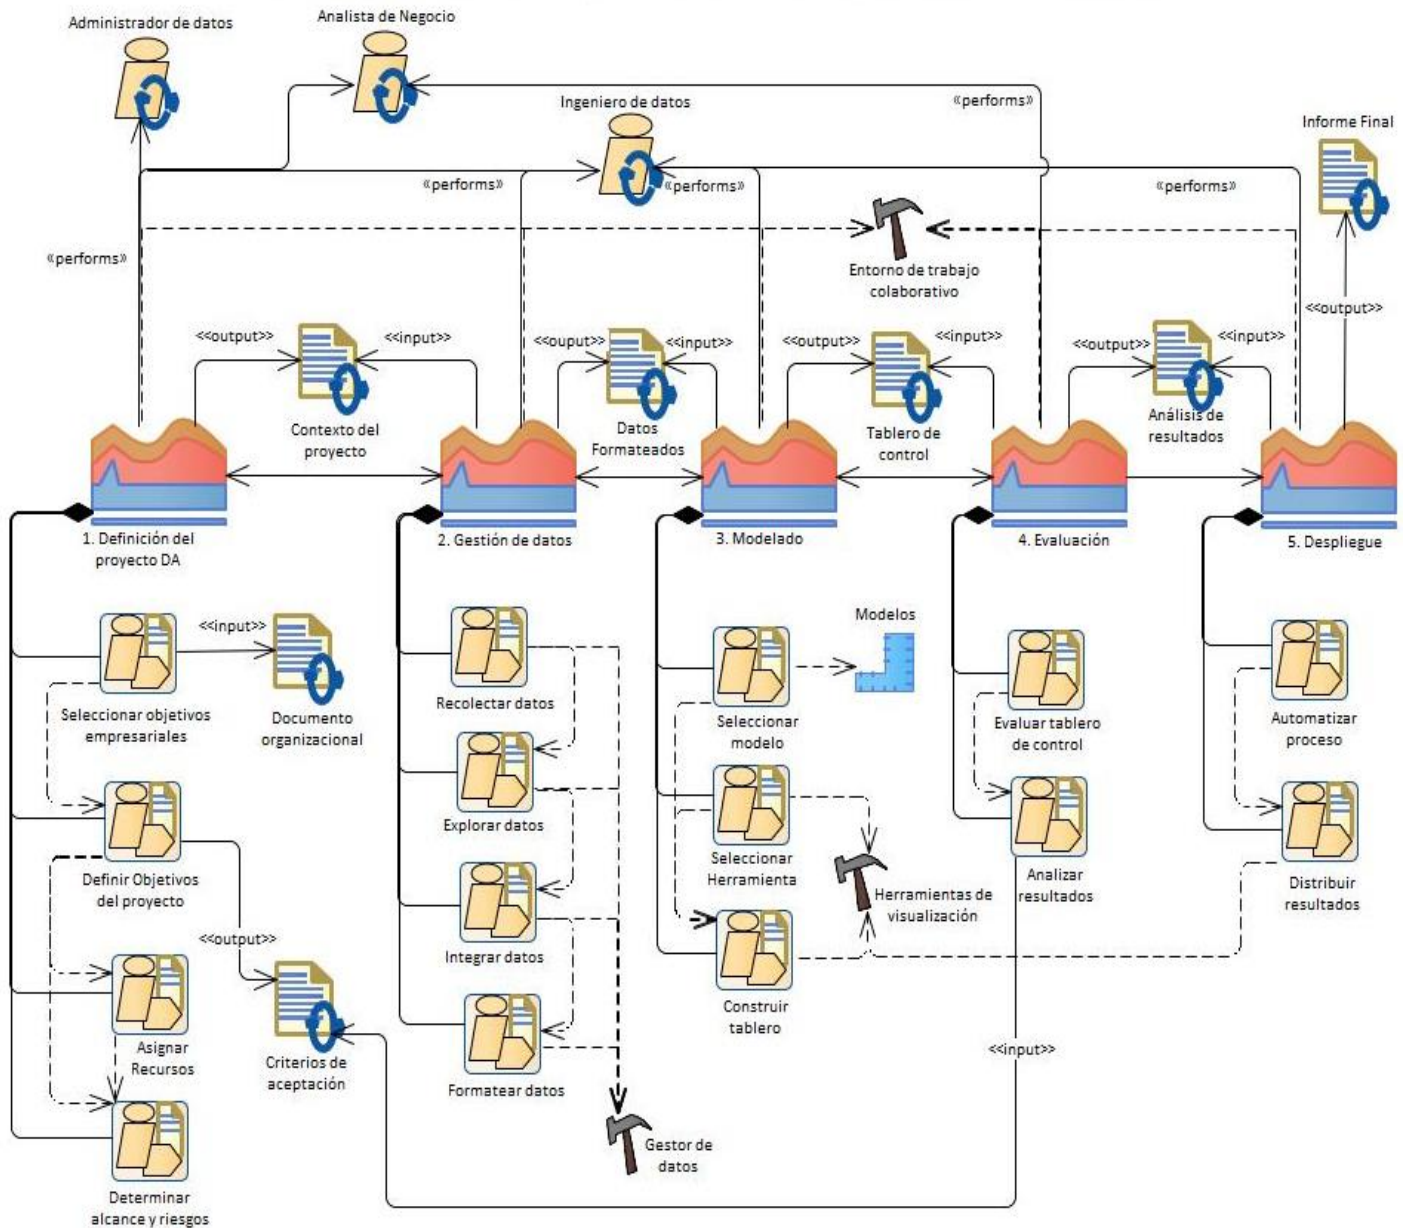 Administrador de datos
Analista de Negocio
Ingeniero de datos
«performs»
Informe Final
«performs»
«performs»
«performs»
«performs»
Entorno de trabajo
colaborativo
<<output>>
<<output>>
<<input>>
<<ouput>>
<<input>>
<<output>>
<<input>>
<<output>>
<<input>>
Contexto del
proyecto
Datos
Formateados
Tablero de
control
Análisis de
resultados
1. Definición del
proyecto DA
2. Gestión de datos
3. Modelado
4. Evaluación
5. Despliegue
<<input>>
Modelos
Seleccionar objetivos
empresariales
Documento
organizacional
Recolectar datos
Seleccionar
modelo
Evaluar tablero
de control
Automatizar
proceso
Explorar datos
Definir Objetivos
del proyecto
Seleccionar
Herramienta
Herramientas de
visualización
Analizar
resultados
Distribuir
resultados
<<output>>
Integrar datos
Construir
tablero
Asignar
Recursos
Criterios de
aceptación
<<input>>
Formatear datos
Gestor de
datos
Determinar
alcance y riesgos